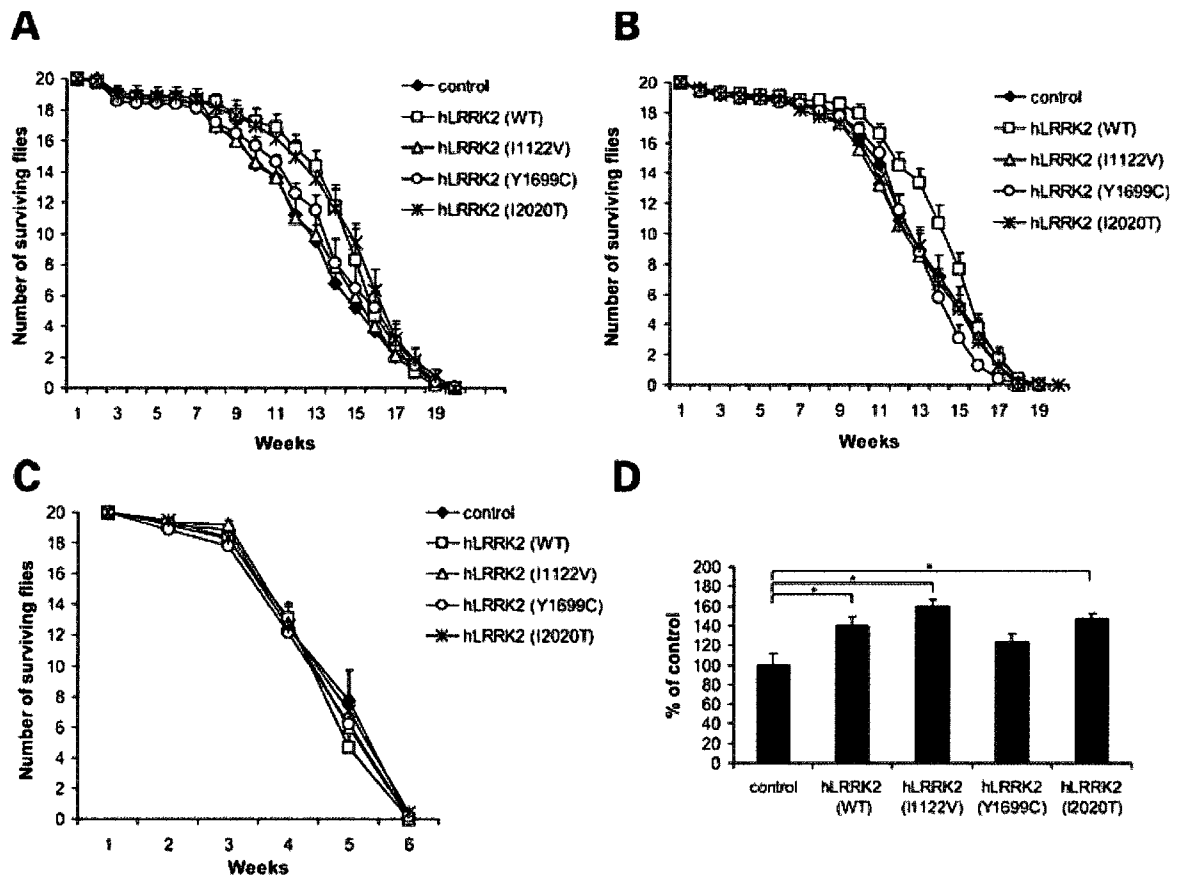 A
Number of surviving flies
20
18
16
14
12
10
8
6
4
2
0
1 3 5 7 9 11 13 15 17 19
Weeks
control
hLRRK2 (WT)
hLRRK2 (I1122V)
hLRRK2 (Y1699C)
hLRRK2 (I2020T)
B
Number of surviving flies
20
18
16
14
12
10
8
6
4
2
0
1 3 5 7 9 11 13 15 17 19
Weeks
control
hLRRK2 (WT)
hLRRK2 (I1122V)
hLRRK2 (Y1699C)
hLRRK2 (I2020T)
C
Number of surviving flies
20
18
16
14
12
10
8
6
4
2
0
1 2 3 4 5 6
Weeks
control
hLRRK2 (WT)
hLRRK2 (I1122V)
hLRRK2 (Y1699C)
hLRRK2 (I2020T)
D
% of control
200
180
160
140
120
100
80
60
40
20
0
* 
* 
*
control hLRRK2 hLRRK2 hLRRK2 hLRRK2
(WT) (I1122V) (Y1699C) (I2020T)